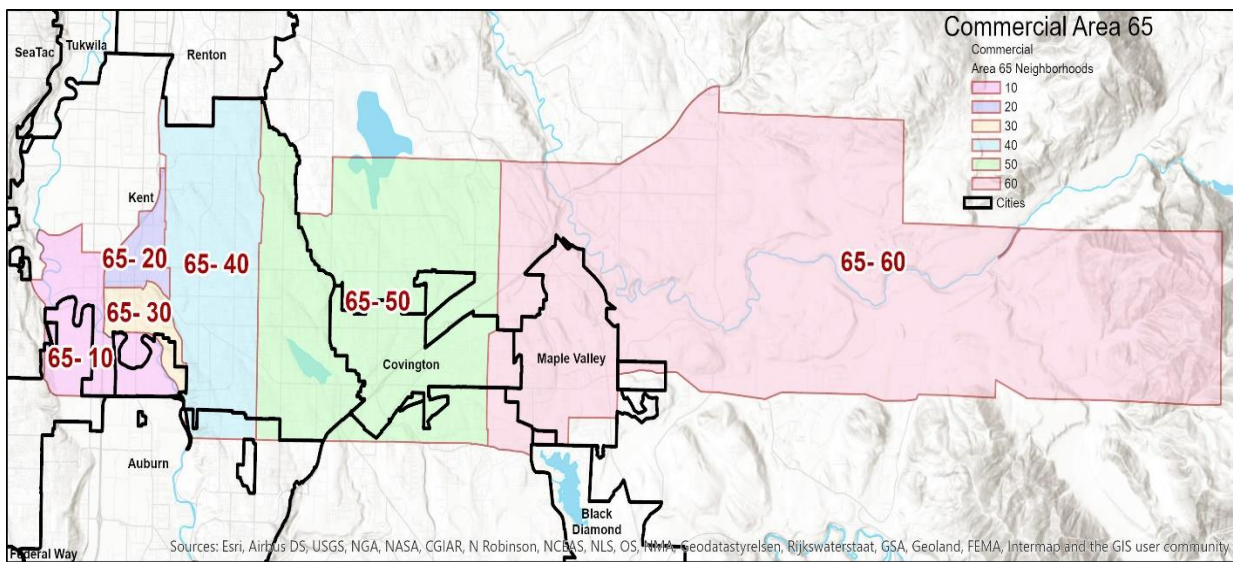 Commercial Area 65
Commercial
Area 65 Neighborhoods
10
20
30
40
50
60
Cities
SeaTac
Tukwila
Renton
Kent
65- 20
65- 40
65- 60
65- 50
65- 30
65- 10
Covington
Maple Valley
Auburn
Black
Diamond
Federal Way
Sources: Esri, Airbus DS, USGS, NGA, NASA, CGIAR, N Robinson, NCEAS, NLS, OS, NMA, Geodatastyrelsen, Rijkswaterstaat, GSA, Geoland, FEMA, Intermap and the GIS user community